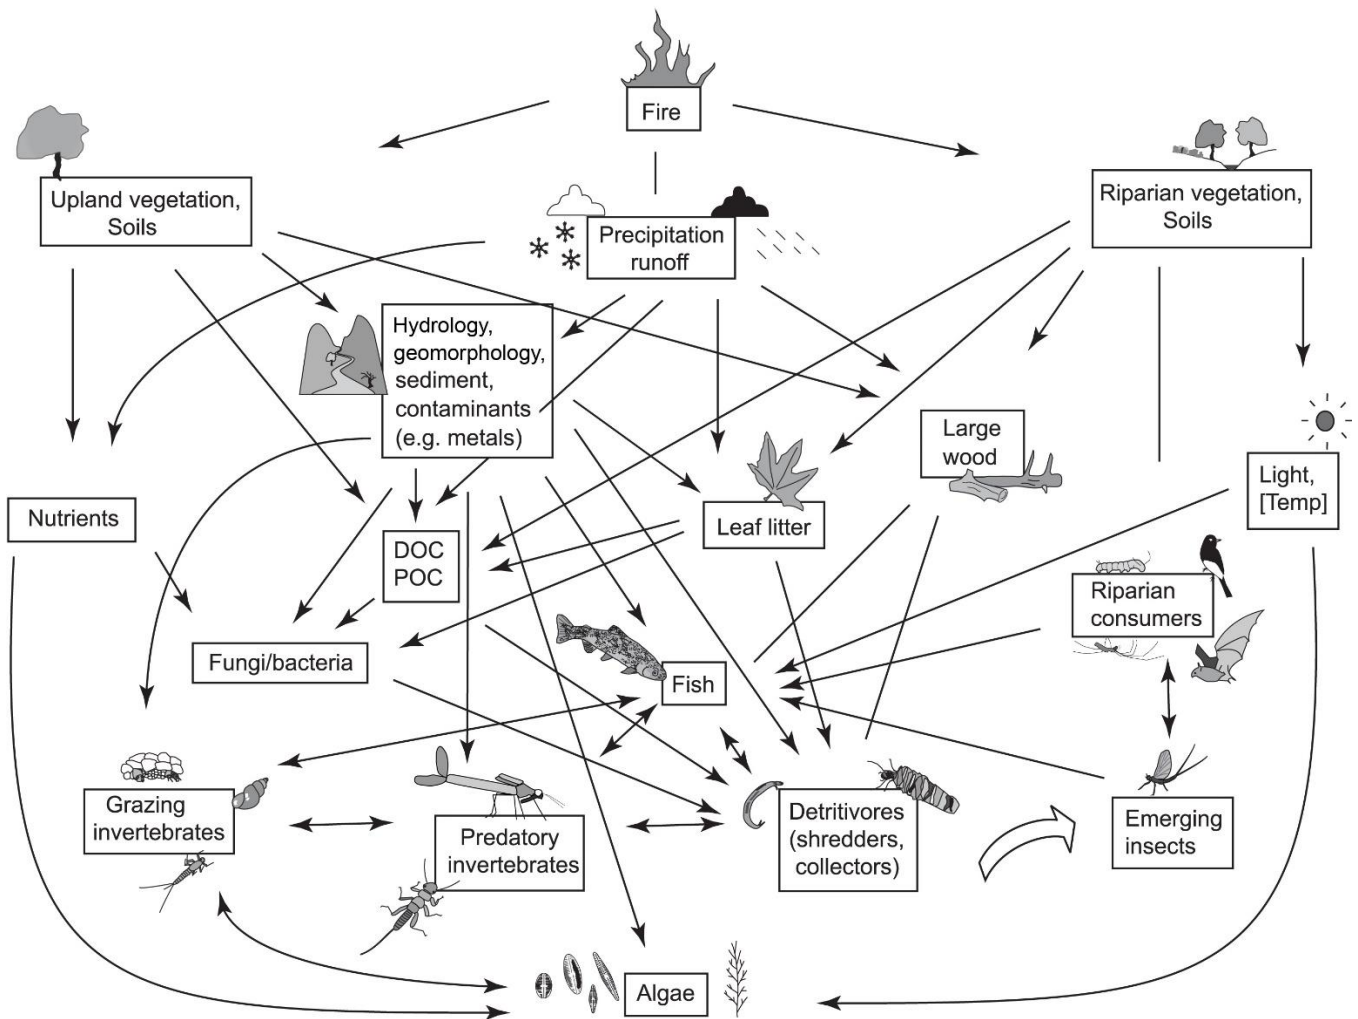 Fire
Upland vegetation,
Soils
Riparian vegetation,
Soils
Precipitation
runoff
Hydrology,
geomorphology,
sediment,
contaminants
(e.g. metals)
Large
wood
Light,
[Temp]
Nutrients
Leaf litter
DOC
POC
Riparian
consumers
Fungi/bacteria
Fish
Grazing
invertebrates
Predatory
invertebrates
Detritivores
(shredders,
collectors)
Emerging
insects
Algae